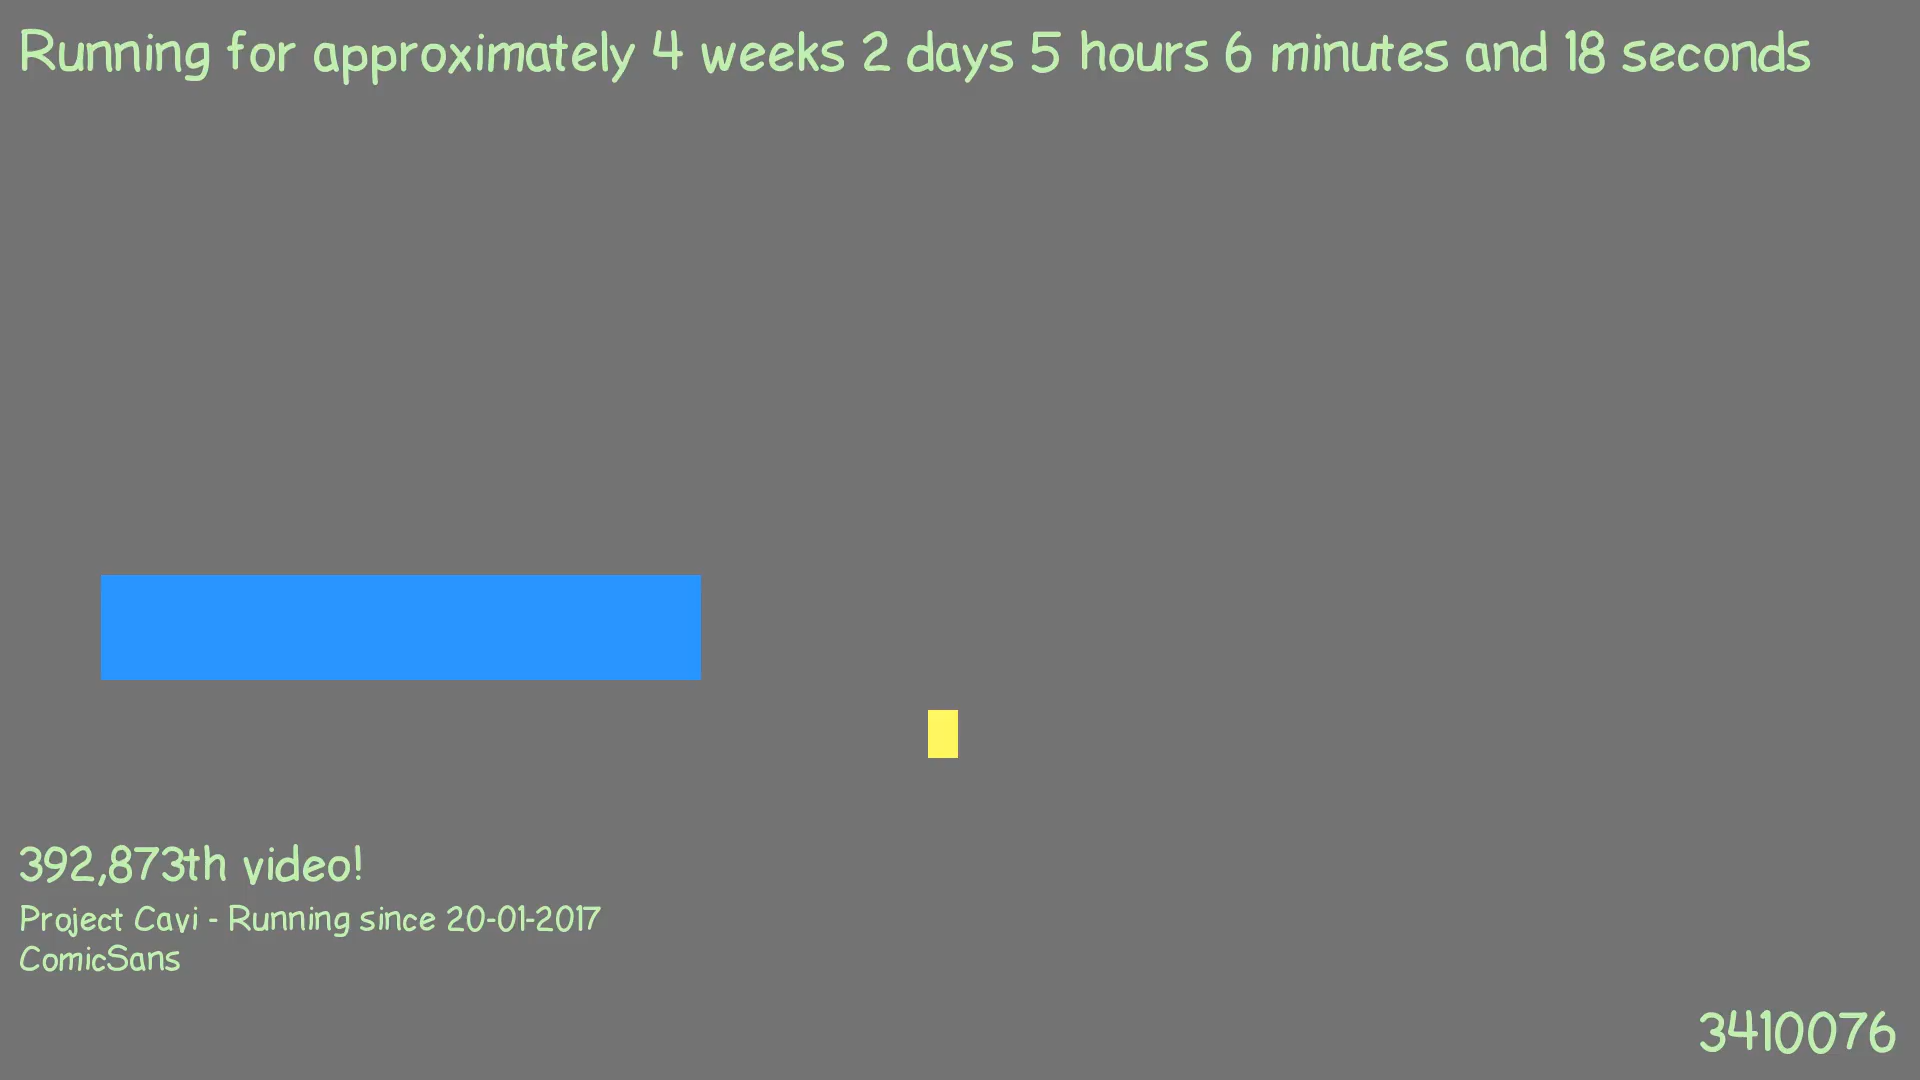 Running for approximately 4 weeks 2 days 5 hours 6 minutes and 18 seconds
392,873th video!
Project Cavi - Running since 20-01-2017
ComicSans
3410076